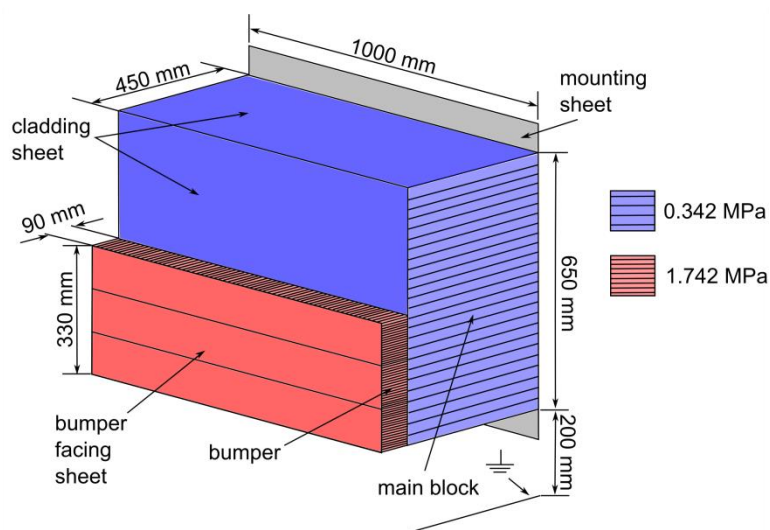 1000 mm
450 mm
mounting
sheet
cladding
sheet
90 mm
0.342 MPa
1.742 MPa
650 mm
330 mm
bumper
facing
sheet
bumper
main block
200 mm